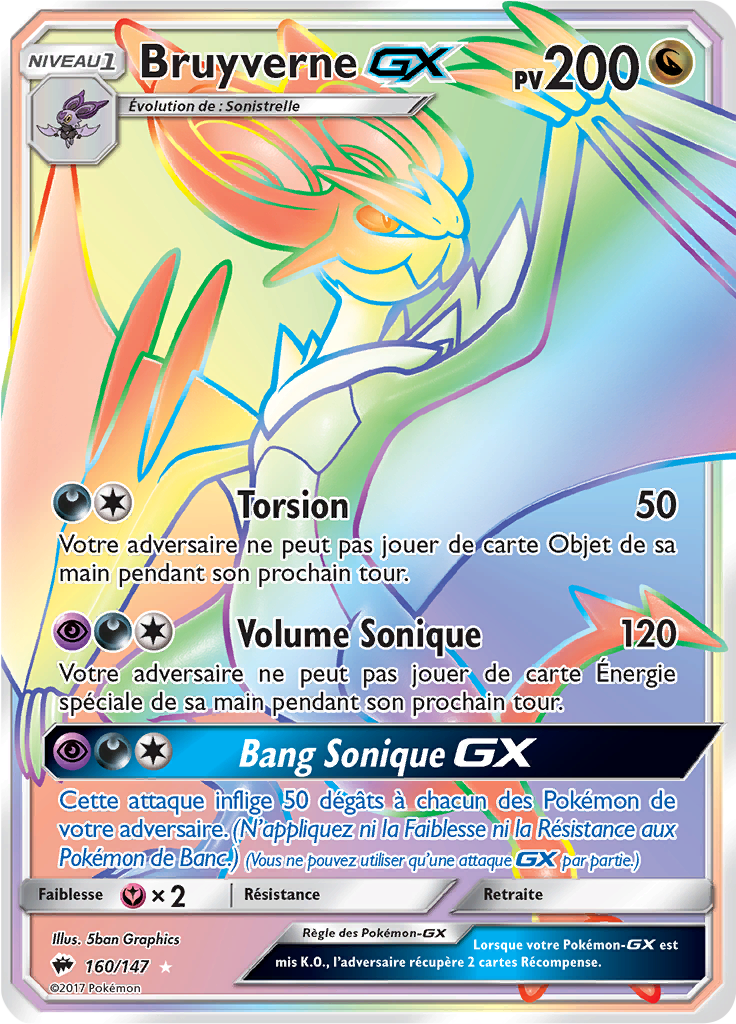 NIVEAU1
Bruyverne GX
PV200
Évolution de : Sonistrelle
Torsion 50
Votre adversaire ne peut pas jouer de carte Objet de sa
main pendant son prochain tour.
Volume Sonique 120
Votre adversaire ne peut pas jouer de carte Énergie
spéciale de sa main pendant son prochain tour.
Bang Sonique GX
Cette attaque inflige 50 dégâts à chacun des Pokémon de
votre adversaire. (N'appliquez ni la Faiblesse ni la Résistance aux
Pokémon de Banc.) (Vous ne pouvez utiliser qu'une attaque GX par partie.)
Faiblesse ×2 Résistance Retraite
Illus. 5ban Graphics
160/147
©2017 Pokémon
Règle des Pokémon-GX
Lorsque votre Pokémon-GX est
mis K.O., l'adversaire récupère 2 cartes Récompense.